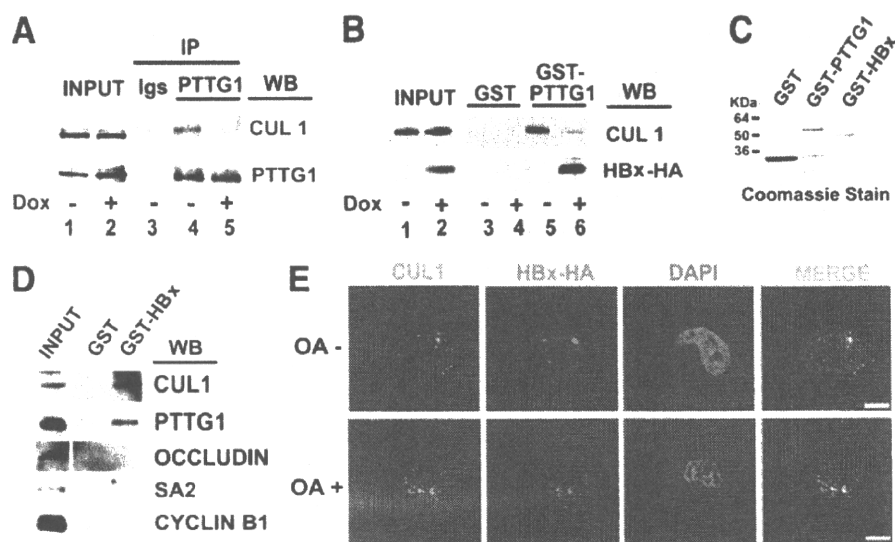 A
IP
INPUT Igs PTTG1 WB
CUL 1
PTTG1
Dox - + - - +
1 2 3 4 5
B
GST-
INPUT GST PTTG1 WB
CUL 1
HBx-HA
Dox - + - + - +
1 2 3 4 5 6
C
GST GST-PTTG1 GST-HBx
KDa
64
50
36
Coomassie Stain
D
INPUT GST GST-HBx
WB
CUL1
PTTG1
OCCLUDIN
SA2
CYCLIN B1
E
CUL1 HBx-HA DAPI MERGE
OA -
OA +